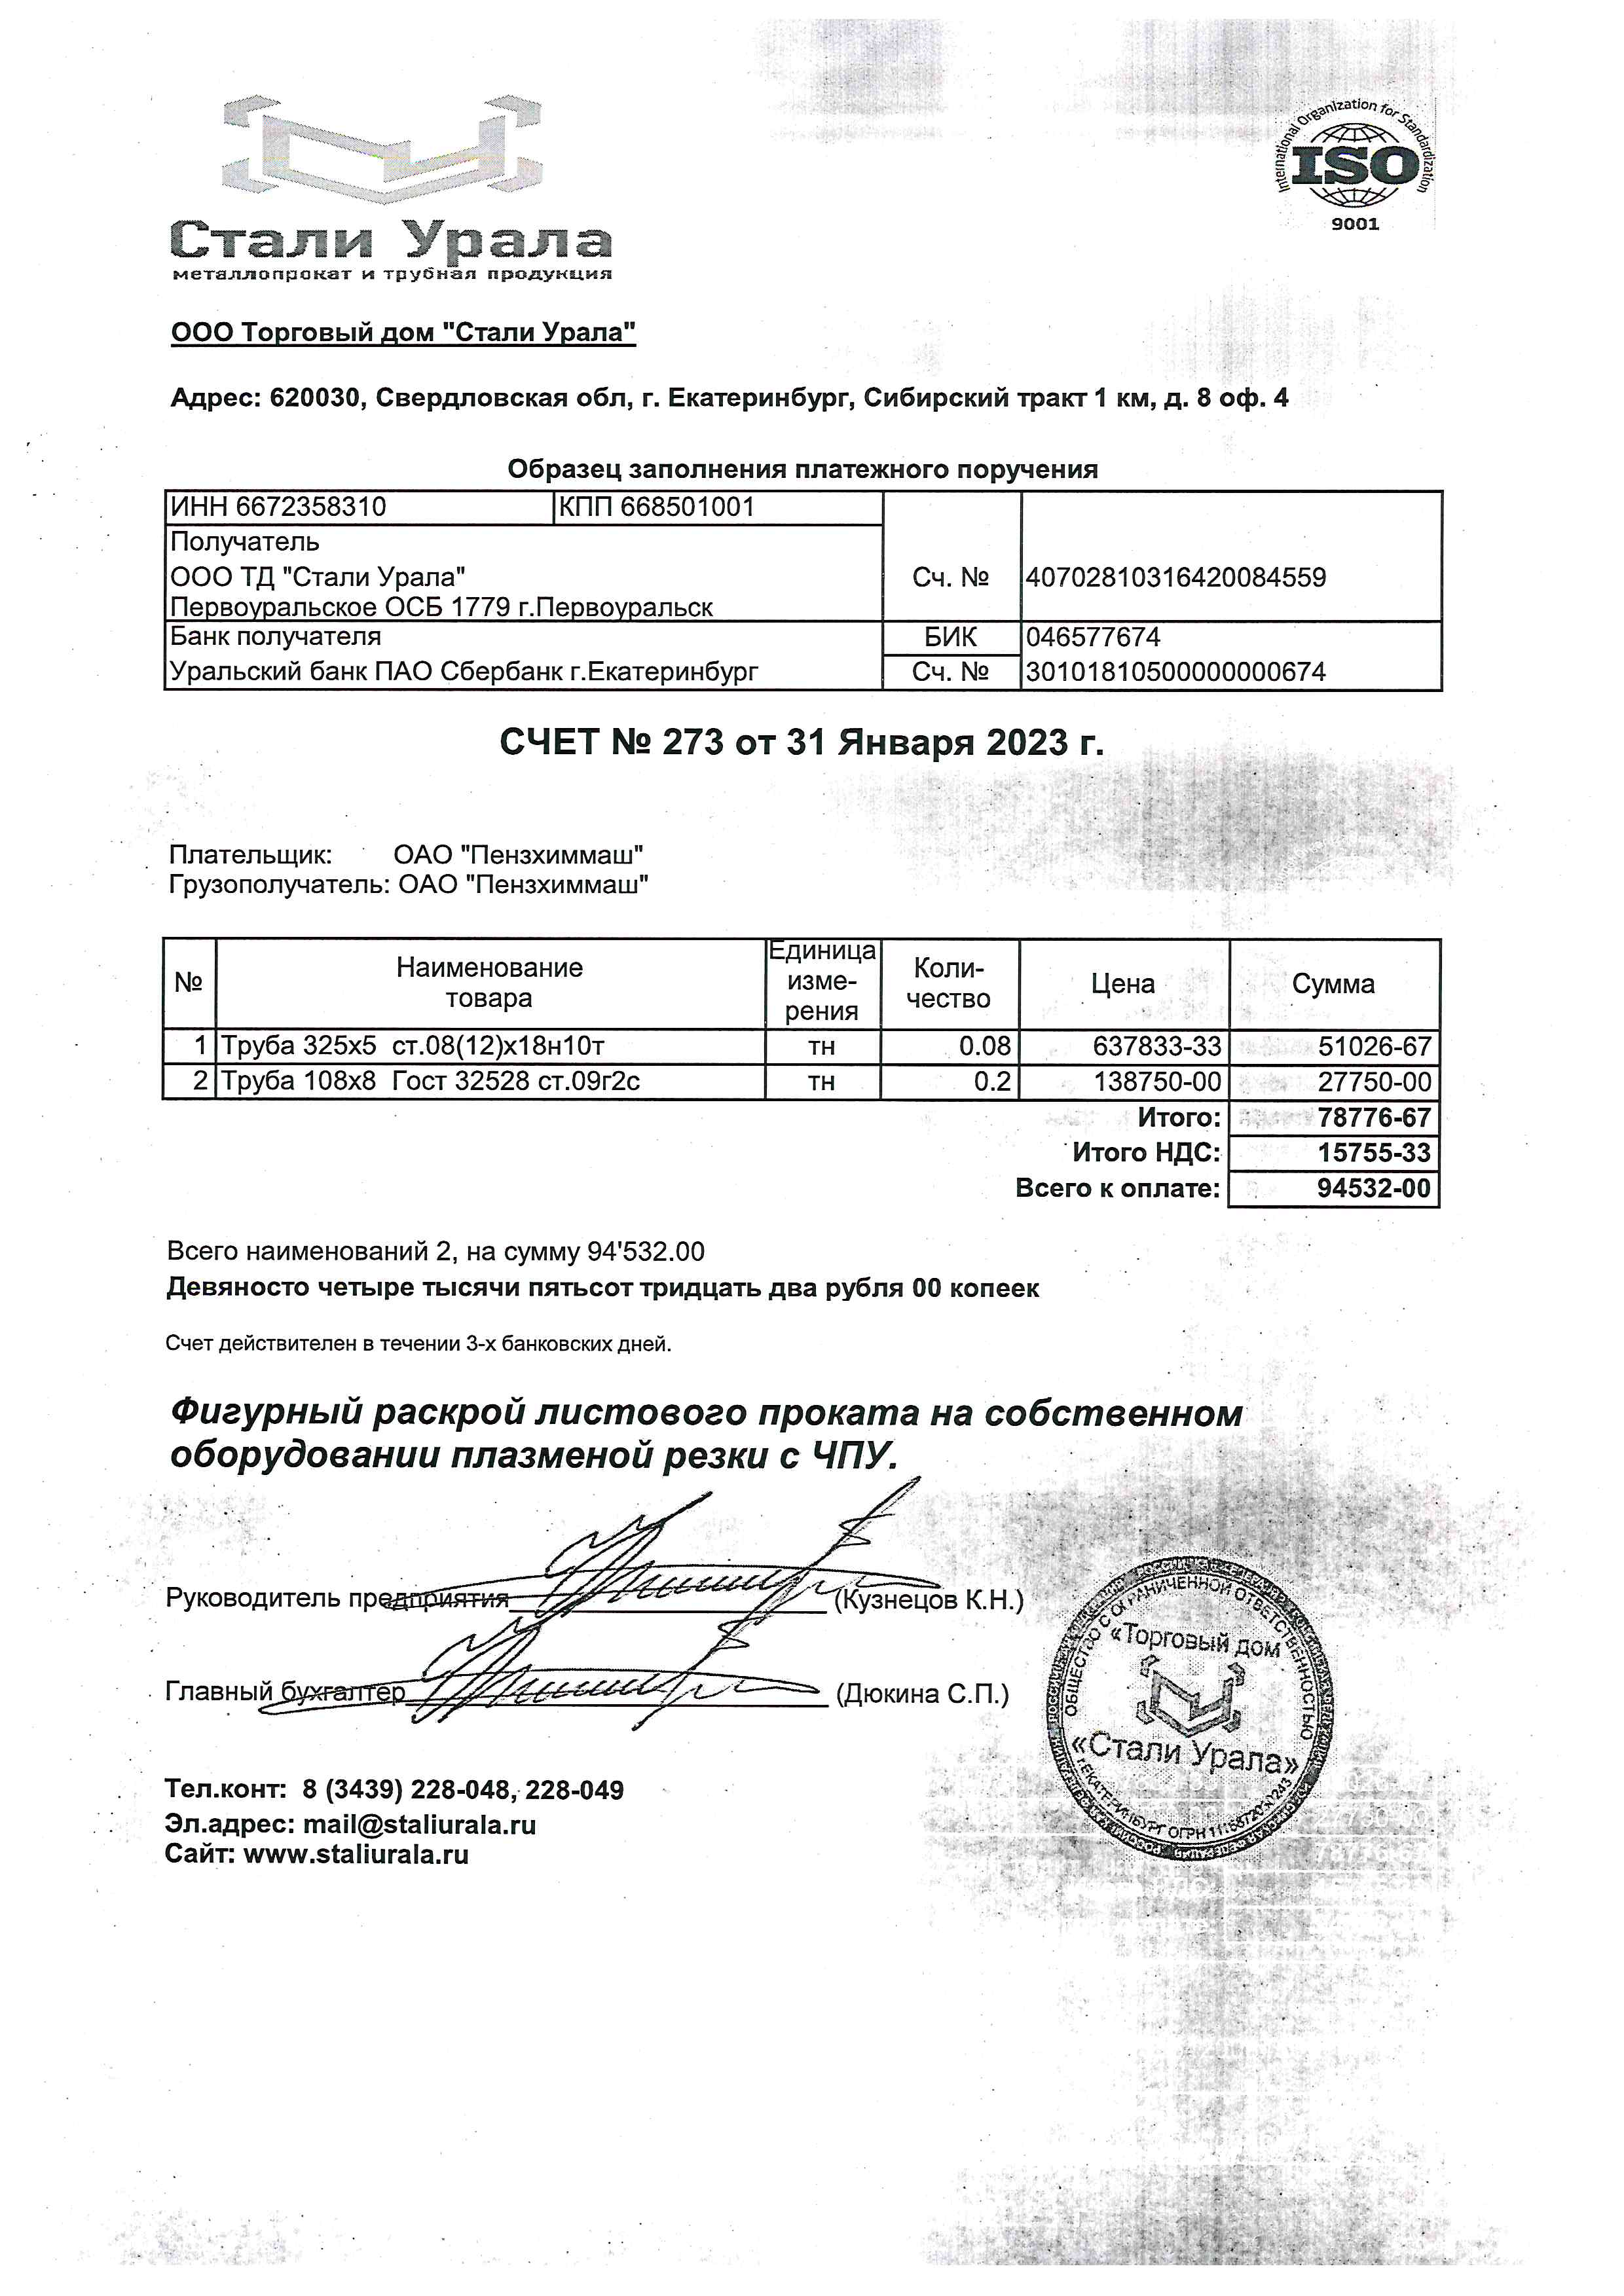 International Organization for Standardization
ISO
9001
Стали Урала
металлопрокат и трубная продукция
ООО Торговый дом "Стали Урала"
Адрес: 620030, Свердловская обл, г. Екатеринбург, Сибирский тракт 1 км, д. 8 оф. 4
Образец заполнения платежного поручения
ИНН 6672358310 КПП 668501001
Получатель
ООО ТД "Стали Урала" Сч. № 40702810316420084559
Первоуральское ОСБ 1779 г.Первоуральск
Банк получателя БИК 046577674
Уральский банк ПАО Сбербанк г.Екатеринбург Сч. № 30101810500000000674
СЧЕТ № 273 от 31 Января 2023 г.
Плательщик: ОАО "Пензхиммаш"
Грузополучатель: ОАО "Пензхиммаш"
№ Наименование товара Единица изме-рения Коли-чество Цена Сумма
1 Труба 325х5 ст.08(12)х18н10т тн 0.08 637833-33 51026-67
2 Труба 108х8 Гост 32528 ст.09г2с тн 0.2 138750-00 27750-00
Итого: 78776-67
Итого НДС: 15755-33
Всего к оплате: 94532-00
Всего наименований 2, на сумму 94'532.00
Девяносто четыре тысячи пятьсот тридцать два рубля 00 копеек
Счет действителен в течении 3-х банковских дней.
Фигурный раскрой листового проката на собственном
оборудовании плазменой резки с ЧПУ.
Руководитель предприятия (Кузнецов К.Н.)
Главный бухгалтер (Дюкина С.П.)
ОБЩЕСТВО С ОГРАНИЧЕННОЙ ОТВЕТСТВЕННОСТЬЮ
«Торговый дом
«Стали Урала»
г.ЕКАТЕРИНБУРГ ОГРН
Тел.конт: 8 (3439) 228-048, 228-049
Эл.адрес: mail@staliurala.ru
Сайт: www.staliurala.ru